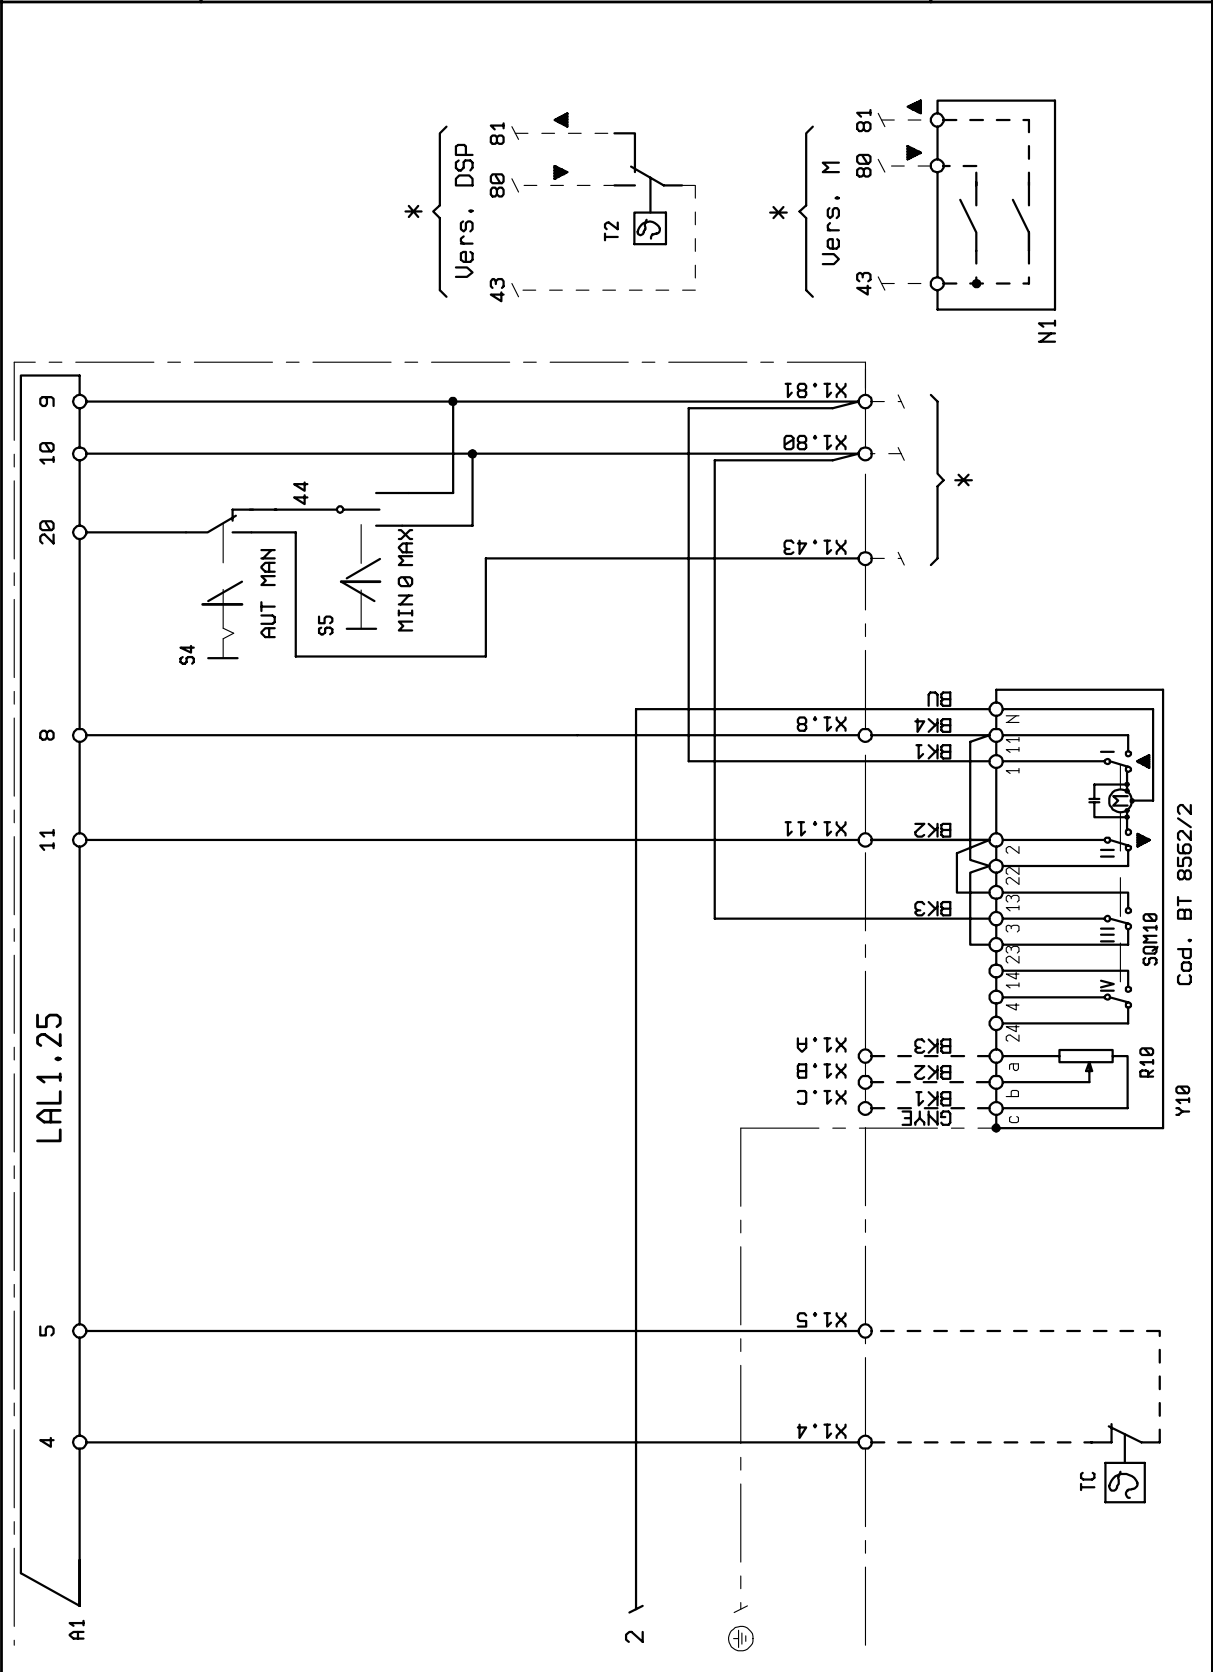 A1
LAL1.25
4
5
11
8
20
10
9
S4
AUT MAN
S5
MIN 0 MAX
44
2
X1.4
X1.5
X1.C
X1.B
X1.A
X1.11
X1.8
X1.43
X1.80
X1.81
GNYE
BK1
BK2
BK3
BK3
BK2
BK1
BK4
BU
c
b
a
24
4
14
23
3
13
22
2
1
11
N
IV
III
II
I
M
TC
R10
SQM10
Y10
Cod. BT 8562/2
*
*
Vers. DSP
43
80
81
T2
*
Vers. M
43
80
81
N1